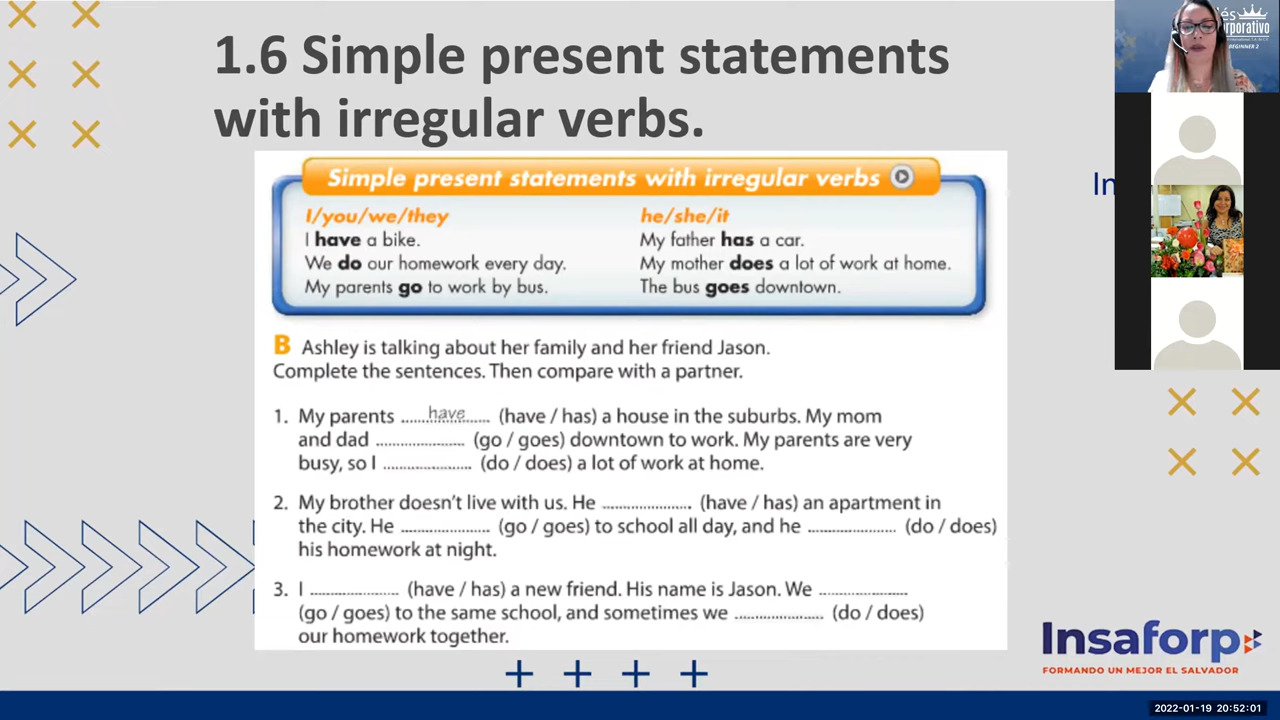 1.6 Simple present statements
with irregular verbs.
Simple present statements with irregular verbs
I/you/we/they
I have a bike.
We do our homework every day.
My parents go to work by bus.
he/she/it
My father has a car.
My mother does a lot of work at home.
The bus goes downtown.
B Ashley is talking about her family and her friend Jason.
Complete the sentences. Then compare with a partner.
1. My parents have (have / has) a house in the suburbs. My mom
and dad .................... (go / goes) downtown to work. My parents are very
busy, so I .................... (do / does) a lot of work at home.
2. My brother doesn't live with us. He .................... (have / has) an apartment in
the city. He .................... (go / goes) to school all day, and he .................... (do / does)
his homework at night.
3. I .................... (have / has) a new friend. His name is Jason. We ....................
(go / goes) to the same school, and sometimes we .................... (do / does)
our homework together.
BEGINNER 2
Insaforp
FORMANDO UN MEJOR EL SALVADOR
2022-01-19 20:52:01